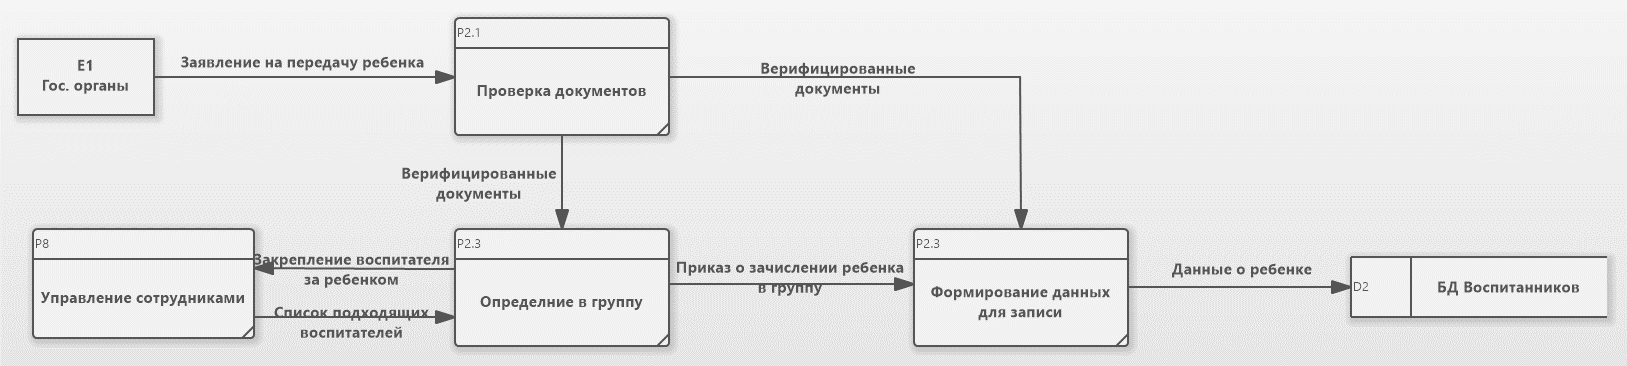 P2.1
E1
Гос. органы
Заявление на передачу ребенка
Проверка документов
Верифицированные
документы
Верифицированные
документы
P8
Управление сотрудниками
Закрепление воспитателя
за ребенком
Список подходящих
воспитателей
P2.3
Определние в группу
Приказ о зачислении ребенка
в группу
P2.3
Формирование данных
для записи
Данные о ребенке
D2
БД Воспитанников